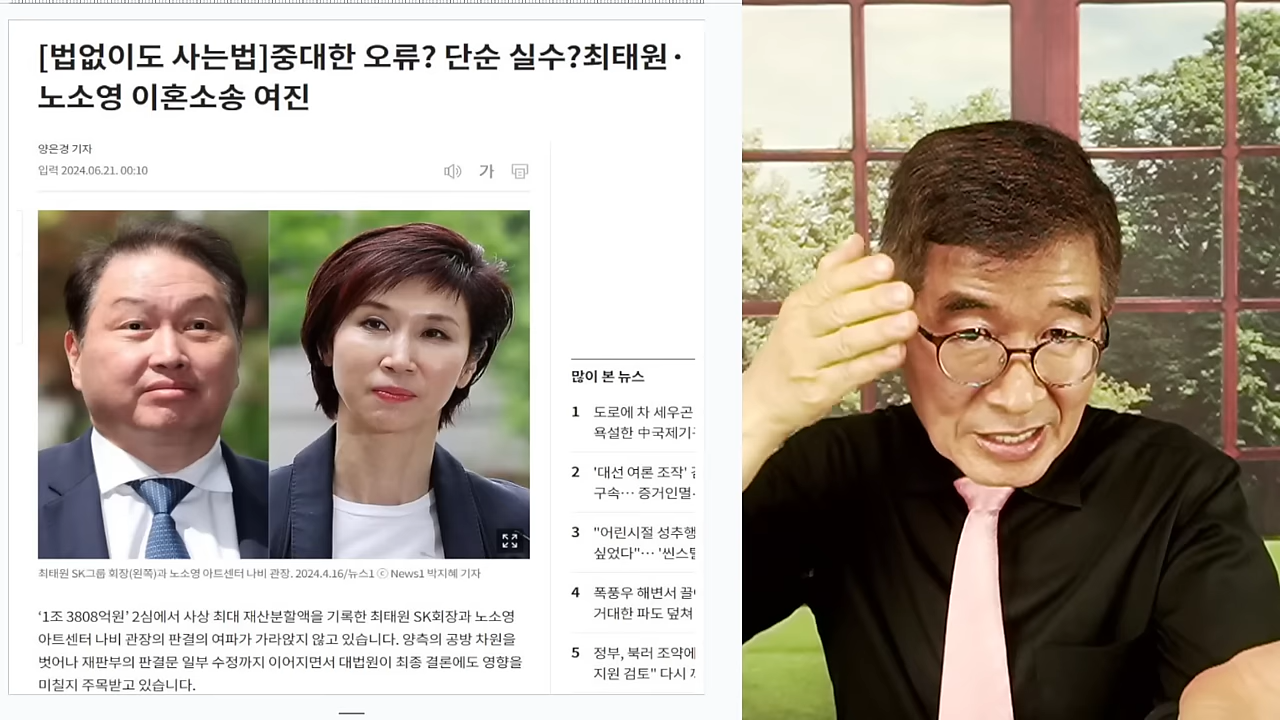 [법없이도 사는법]중대한 오류? 단순 실수?최태원·
노소영 이혼소송 여진
양은경 기자
입력 2024.06.21. 00:10
가
최태원 SK그룹 회장(왼쪽)과 노소영 아트센터 나비 관장. 2024.4.16/뉴스1 ⓒ News1 박지혜 기자
'1조 3808억원' 2심에서 사상 최대 재산분할액을 기록한 최태원 SK회장과 노소영
아트센터 나비 관장의 판결의 여파가 가라앉지 않고 있습니다. 양측의 공방 차원을
벗어나 재판부의 판결문 일부 수정까지 이어지면서 대법원이 최종 결론에도 영향을
미칠지 주목받고 있습니다.
많이 본 뉴스
1 도로에 차 세우곤
욕설한 中국제기
2 '대선 여론 조작'
구속… 증거인멸
3 "어린시절 성추행
싶었다"… '씬스틸
4 폭풍우 해변서
거대한 파도 덮쳐
5 정부, 북러 조약에
지원 검토" 다시